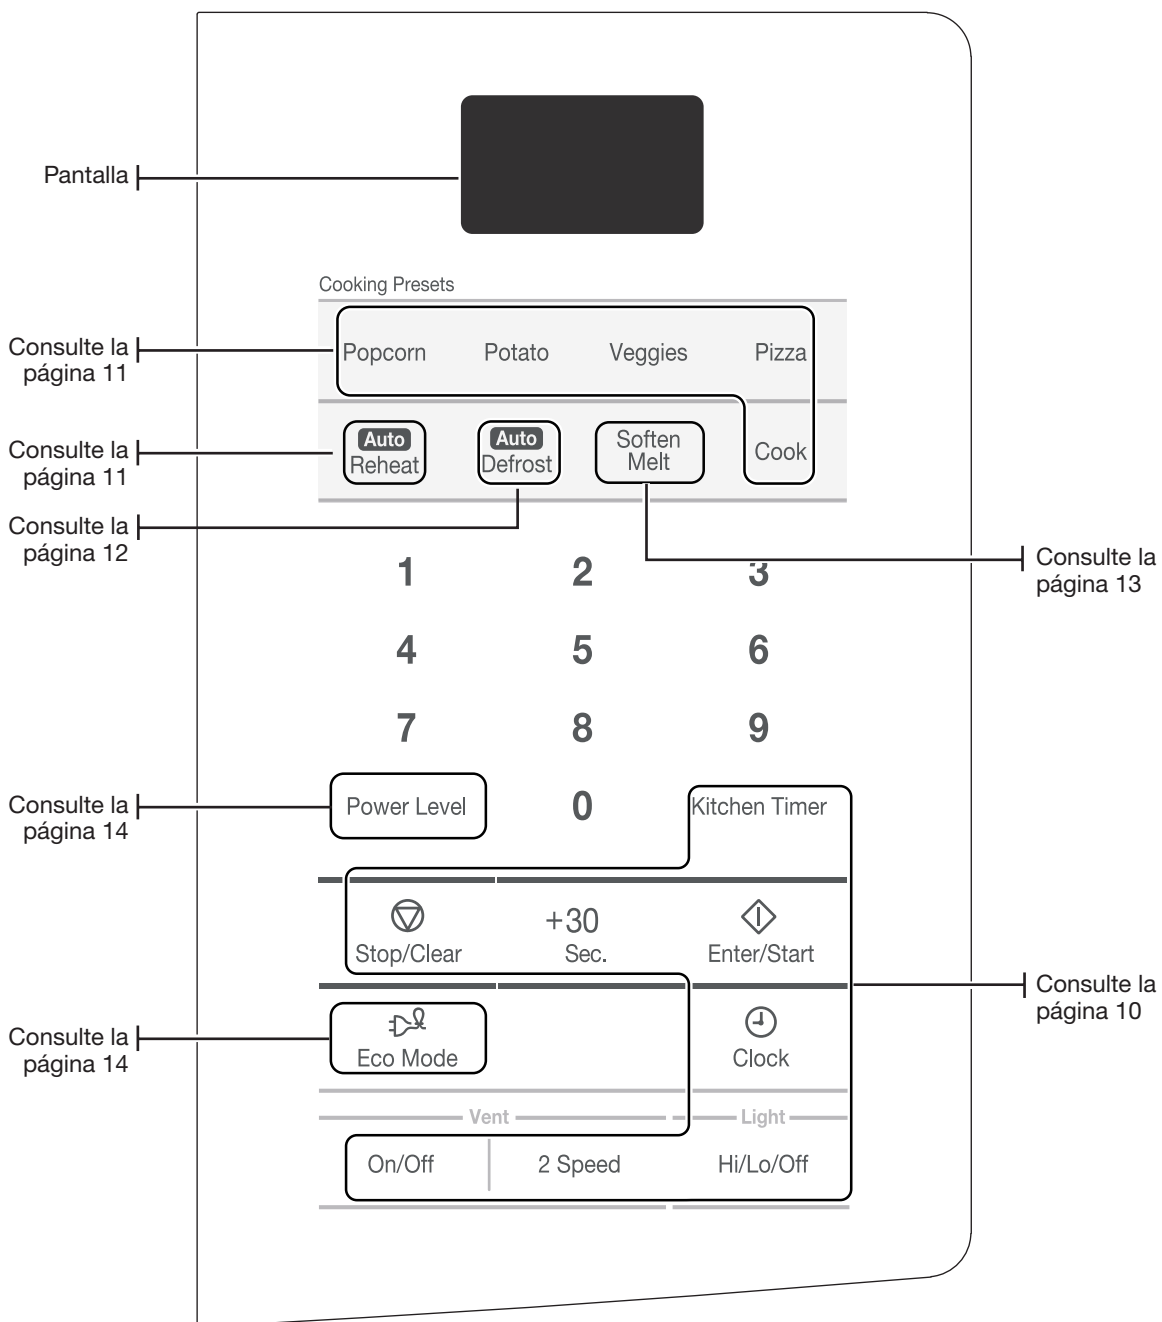 Pantalla
Cooking Presets
Consulte la
página 11
Popcorn Potato Veggies Pizza
Consulte la
página 11
Auto
Reheat
Auto
Defrost
Soften
Melt
Cook
Consulte la
página 12
Consulte la
página 13
1 2 3
4 5 6
7 8 9
Consulte la
página 14
Power Level 0 Kitchen Timer
Stop/Clear
+30
Sec.
Enter/Start
Consulte la
página 10
Consulte la
página 14
Eco Mode
Clock
Vent Light
On/Off 2 Speed Hi/Lo/Off